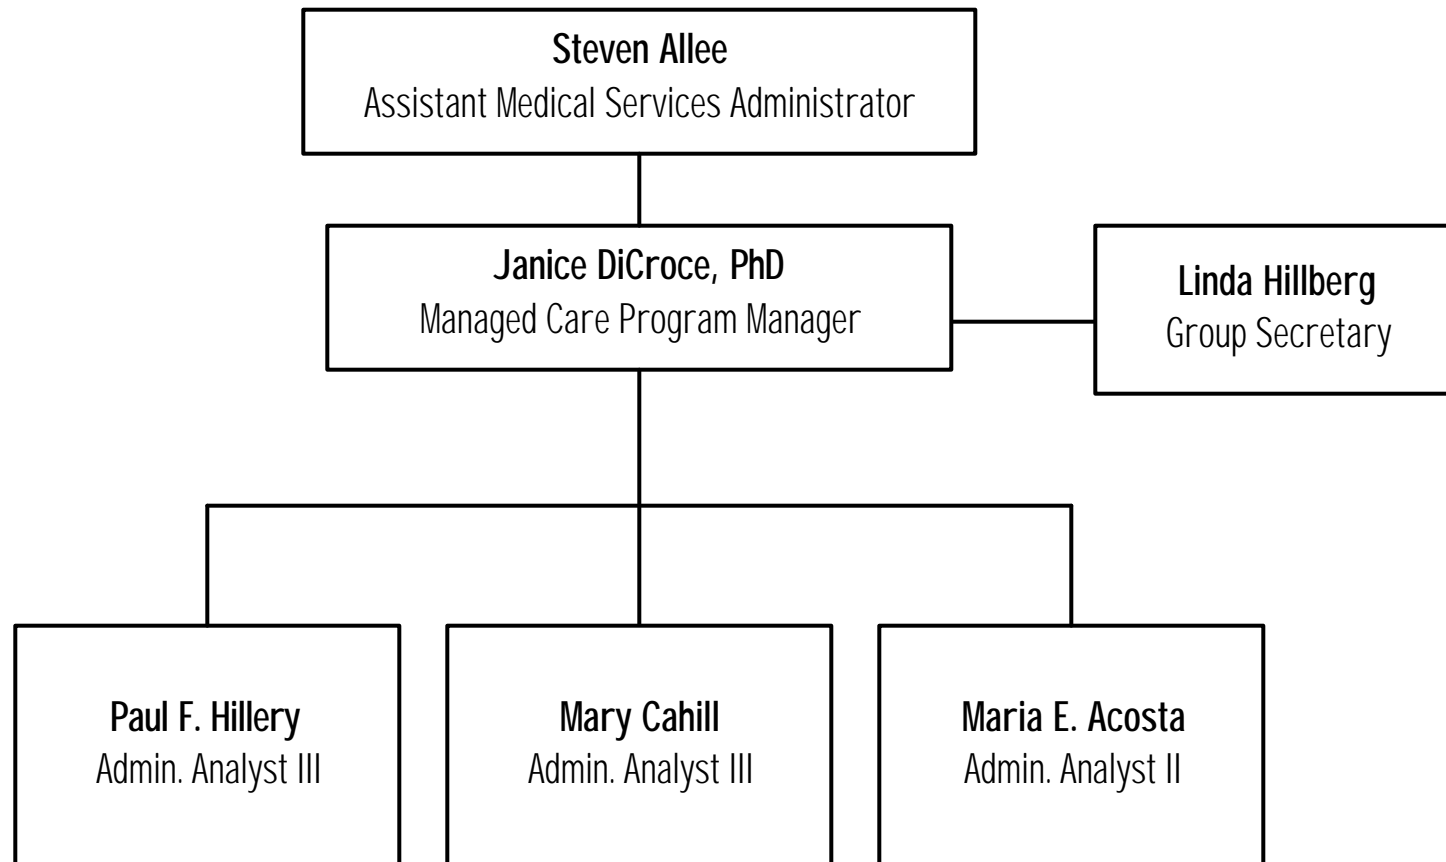 Steven Allee
Assistant Medical Services Administrator
Janice DiCroce, PhD
Managed Care Program Manager
Linda Hillberg
Group Secretary
Paul F. Hillery
Admin. Analyst III
Mary Cahill
Admin. Analyst III
Maria E. Acosta
Admin. Analyst II